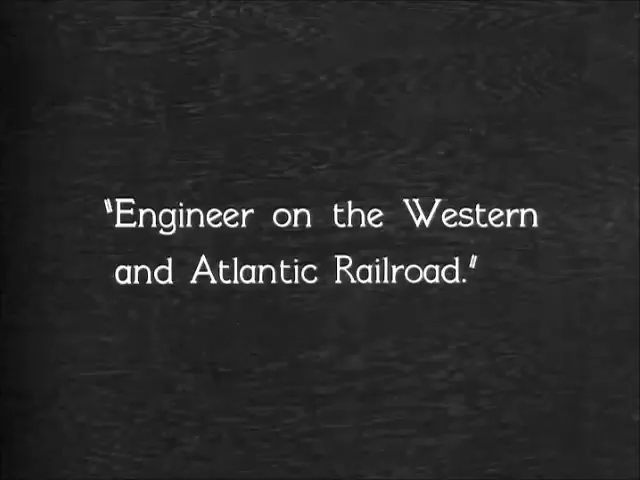 "Engineer on the Western
and Atlantic Railroad."